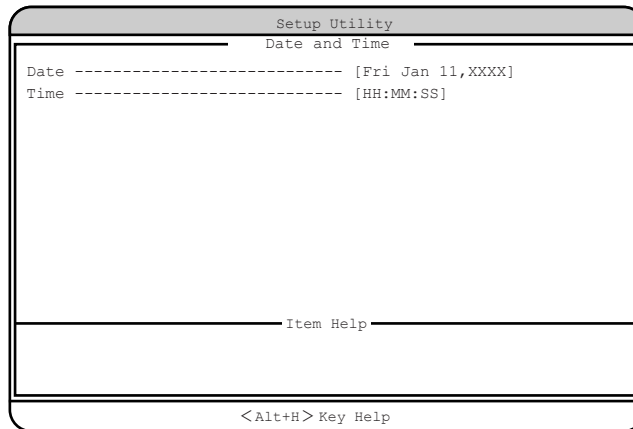 Setup Utility
Date and Time
Date ---------------------------- [Fri Jan 11,XXXX]
Time ---------------------------- [HH:MM:SS]
Item Help
<Alt+H> Key Help